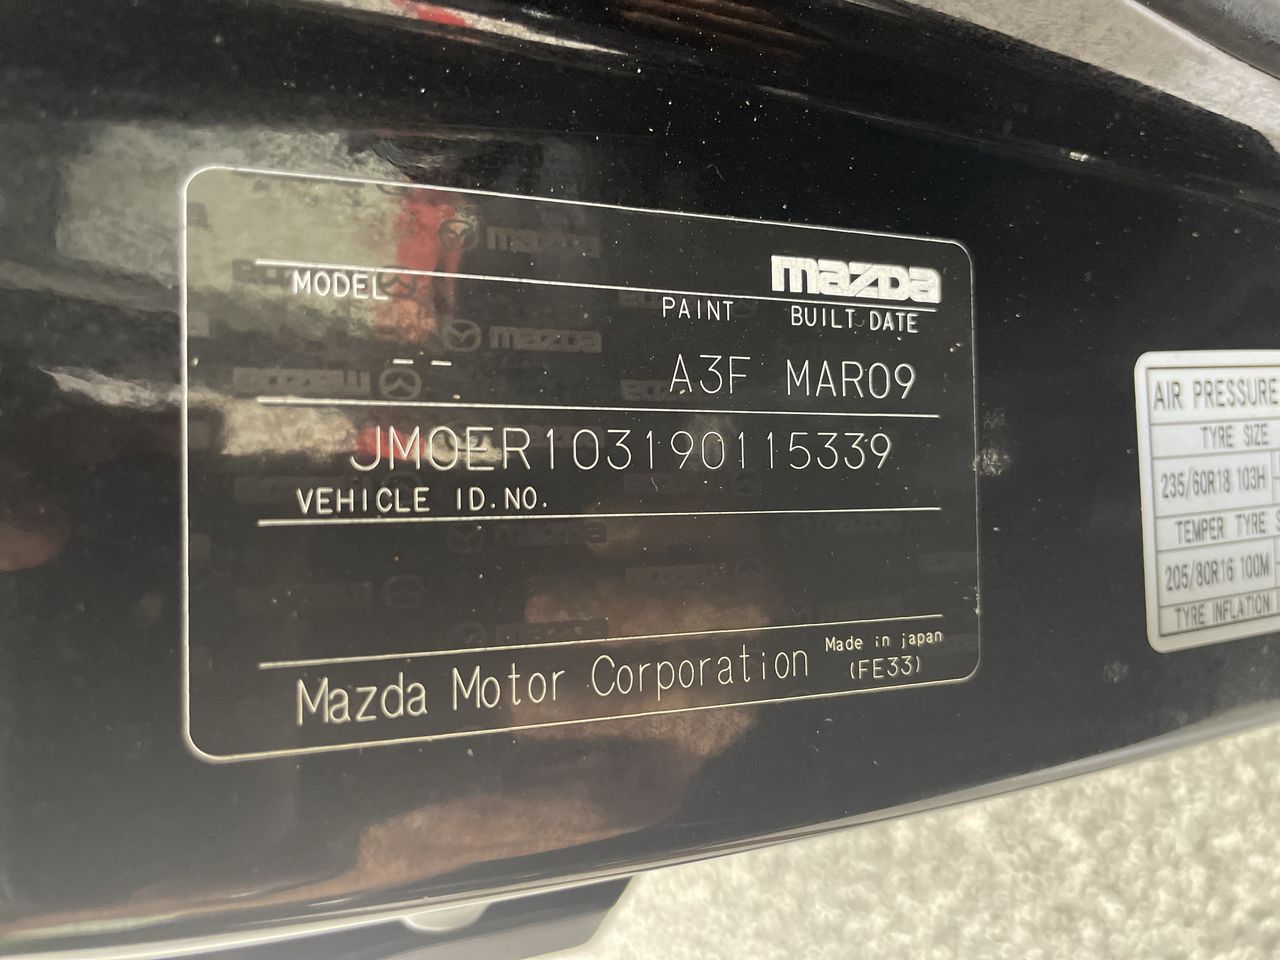 mazda
MODEL PAINT BUILT DATE
-- A3F MAR09
JM0ER103190115339
VEHICLE ID.NO.
Mazda Motor Corporation
Made in japan
(FE33)
AIR PRESSURE
TYRE SIZE
235/60R18 103H
TEMPER TYRE
205/80R16 100M
TYRE INFLATION